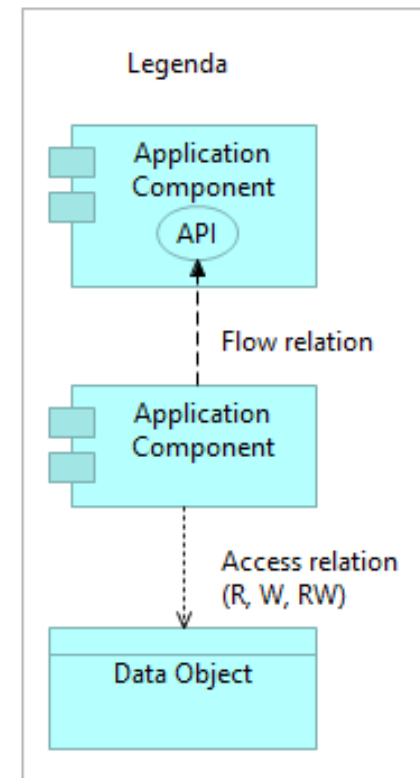 Legenda
Application
Component
API
Flow relation
Application
Component
Access relation
(R, W, RW)
Data Object